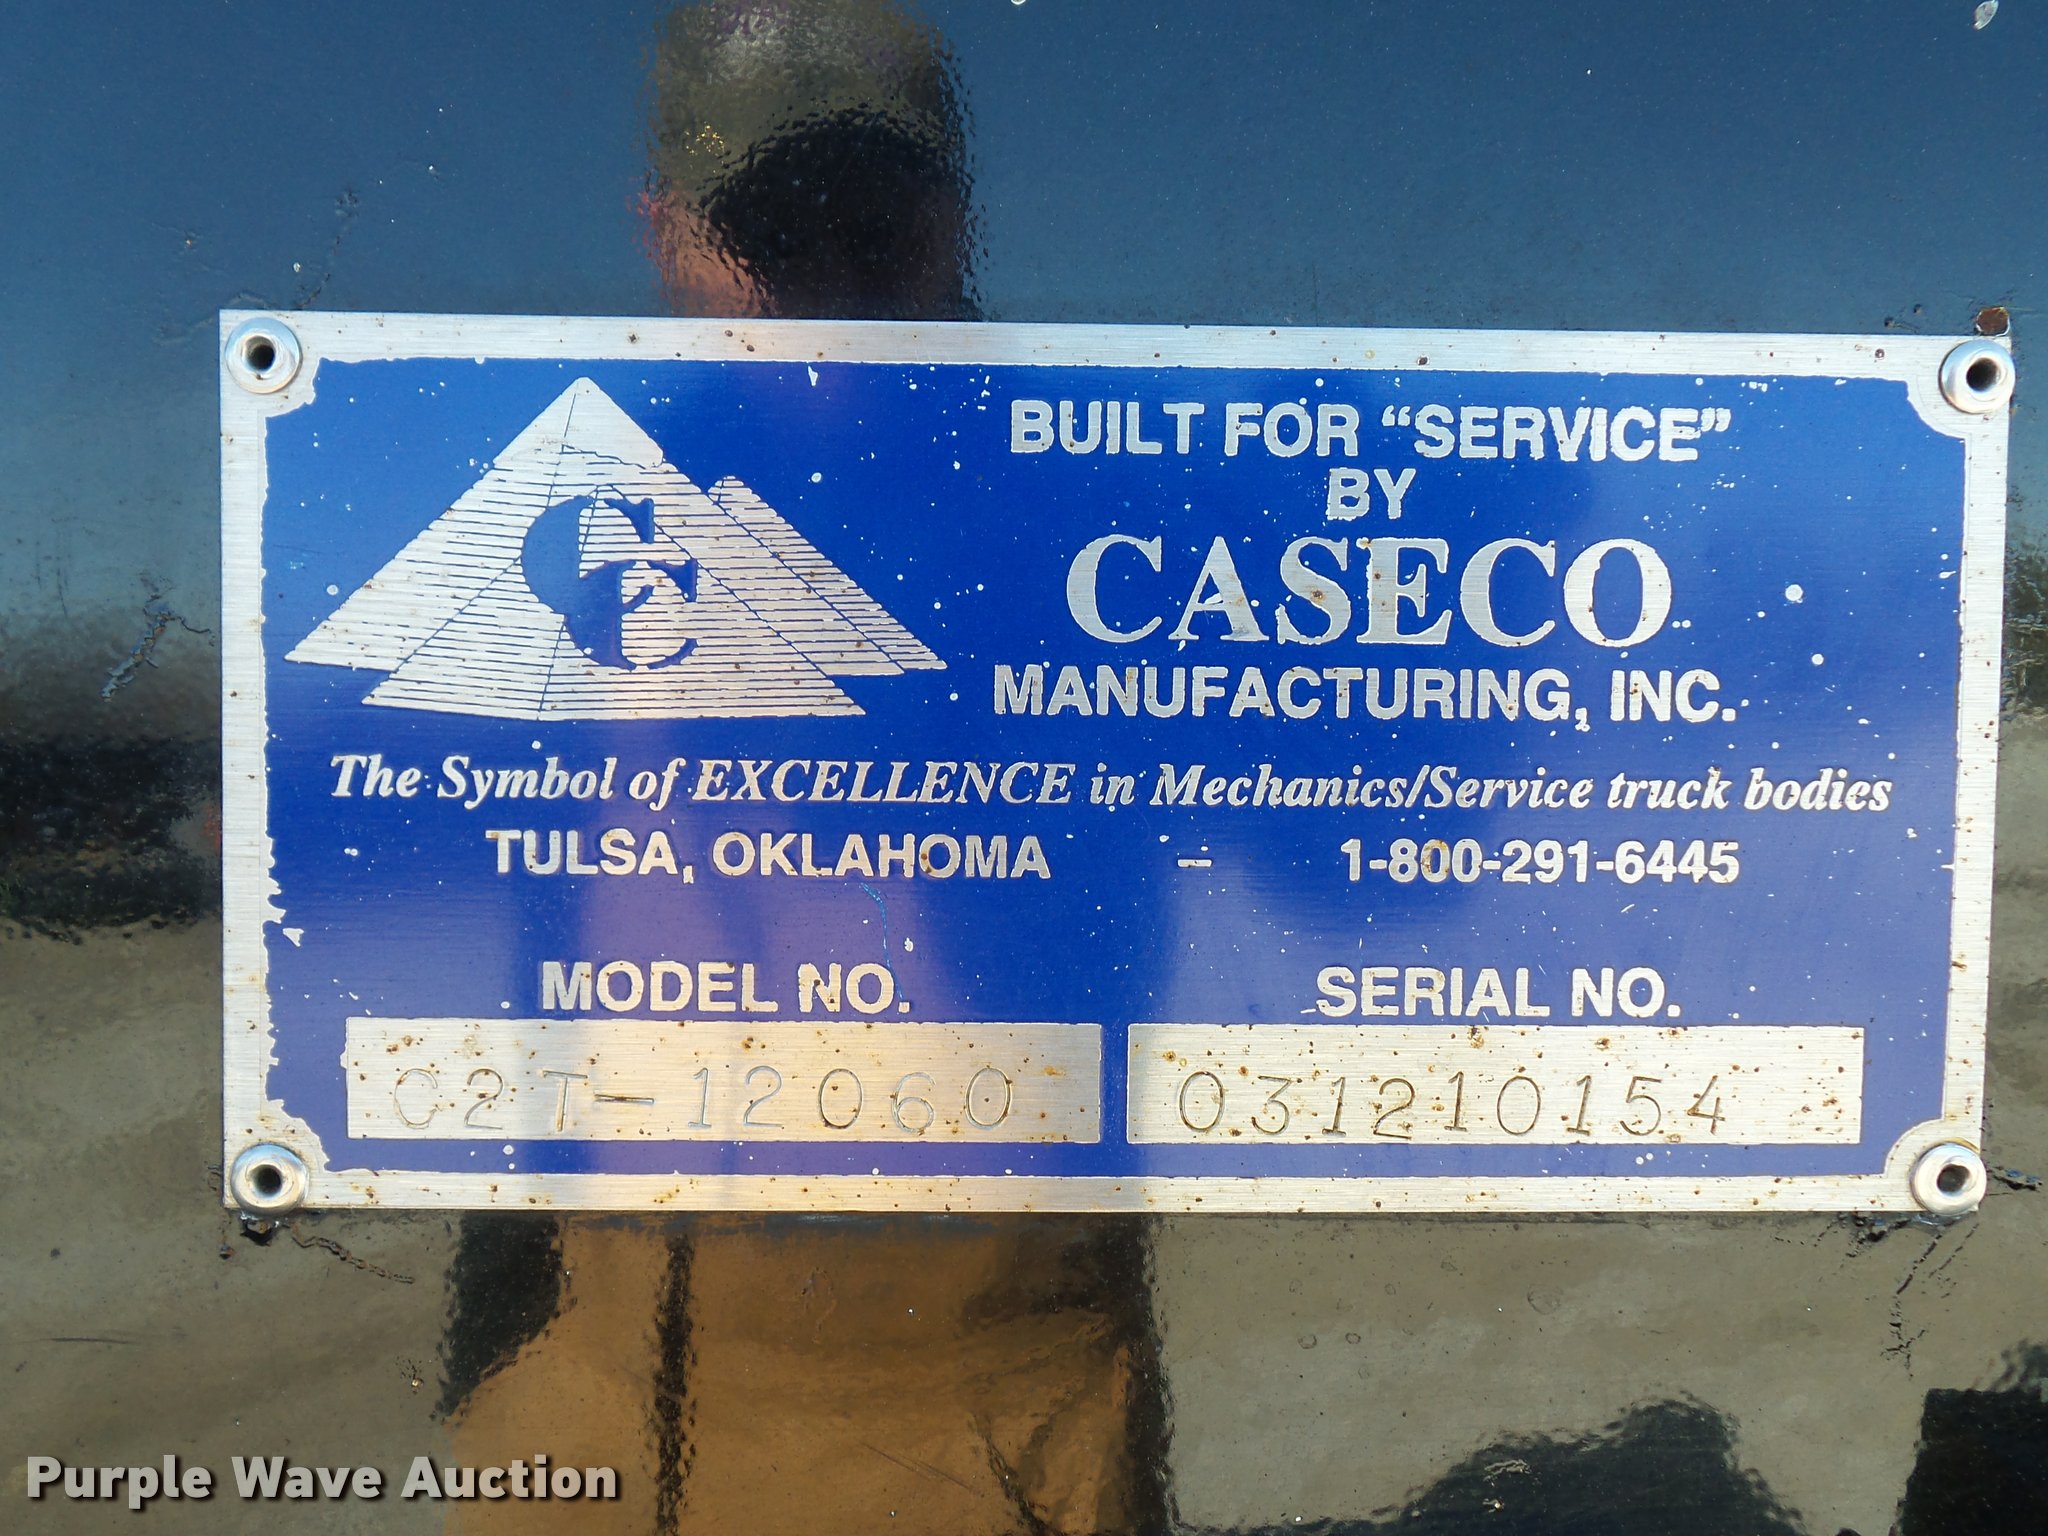 BUILT FOR “SERVICE”
BY
CASECO
MANUFACTURING, INC.
The Symbol of EXCELLENCE in Mechanics/Service truck bodies
TULSA, OKLAHOMA – 1-800-291-6445
MODEL NO. SERIAL NO.
C2T-12060 031210154
Purple Wave Auction